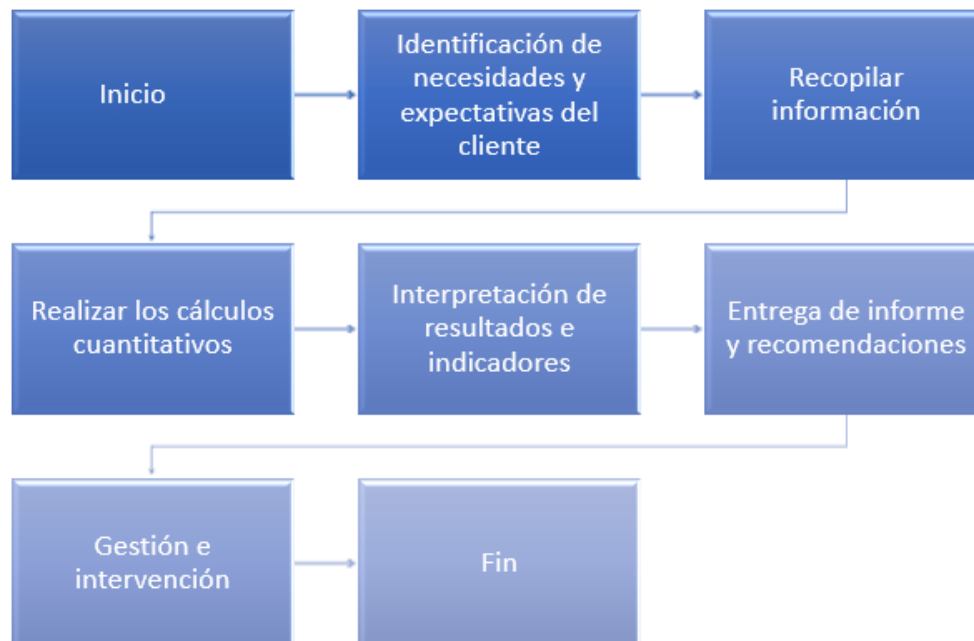 Inicio
Identificación de
necesidades y
expectativas del
cliente
Recopilar
información
Realizar los cálculos
cuantitativos
Interpretación de
resultados e
indicadores
Entrega de informe
y recomendaciones
Gestión e
intervención
Fin